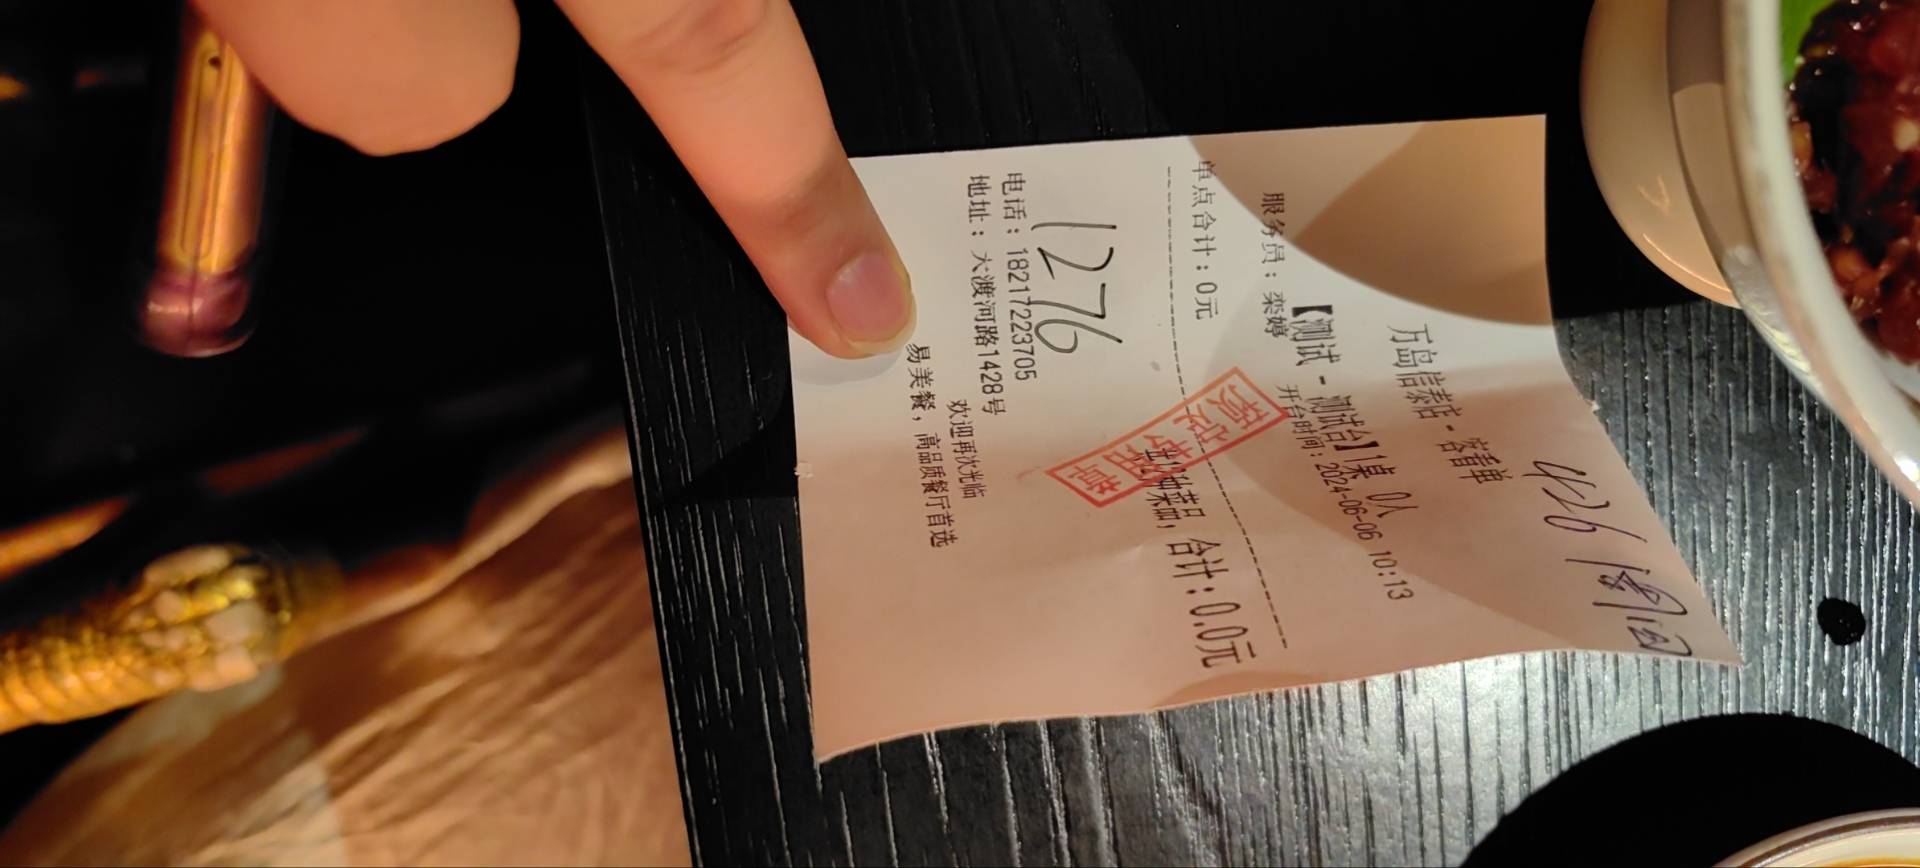 426
万岛信赫 - 客看单
【测试 - 测试台】1桌 0人
服务员：栾婷
开台时间：2024-06-06 10:13
单点合计：0元
菜品，合计：0.0元
1276
电话：18217223705
地址：大渡河路1428号
欢迎再次光临
易美餐，高品质餐厅首选